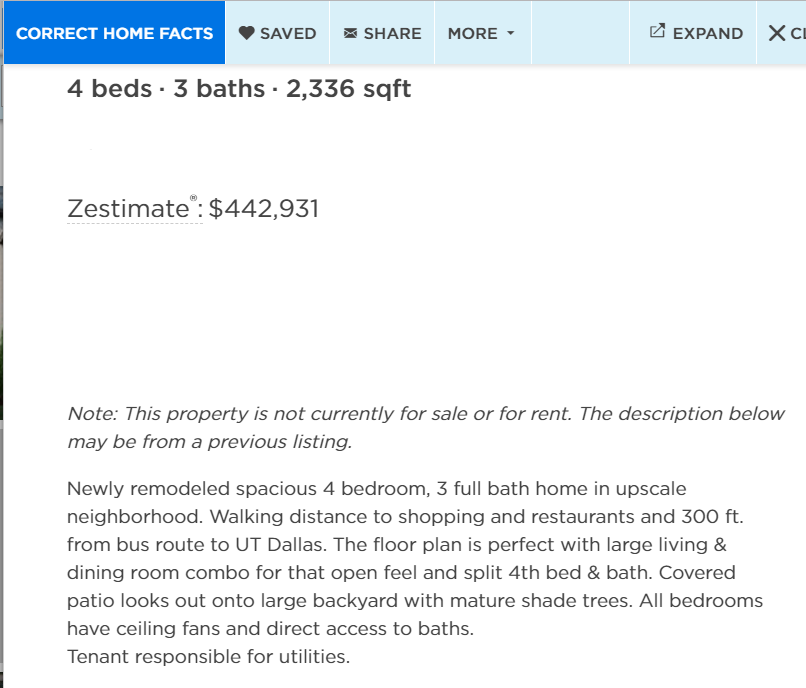 CORRECT HOME FACTS SAVED SHARE MORE EXPAND CL
4 beds · 3 baths · 2,336 sqft
Zestimate®: $442,931
Note: This property is not currently for sale or for rent. The description below
may be from a previous listing.
Newly remodeled spacious 4 bedroom, 3 full bath home in upscale
neighborhood. Walking distance to shopping and restaurants and 300 ft.
from bus route to UT Dallas. The floor plan is perfect with large living &
dining room combo for that open feel and split 4th bed & bath. Covered
patio looks out onto large backyard with mature shade trees. All bedrooms
have ceiling fans and direct access to baths.
Tenant responsible for utilities.